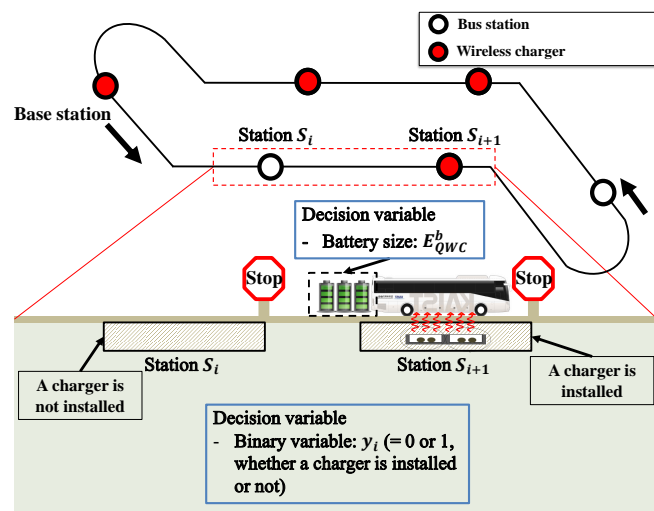 Bus station
Wireless charger
Base station
Station $S_i$
Station $S_{i+1}$
Decision variable
- Battery size: $E^b_{QWC}$
Stop
Stop
Station $S_i$
Station $S_{i+1}$
A charger is
not installed
A charger is
installed
Decision variable
- Binary variable: $y_i$ (= 0 or 1,
whether a charger is installed
or not)